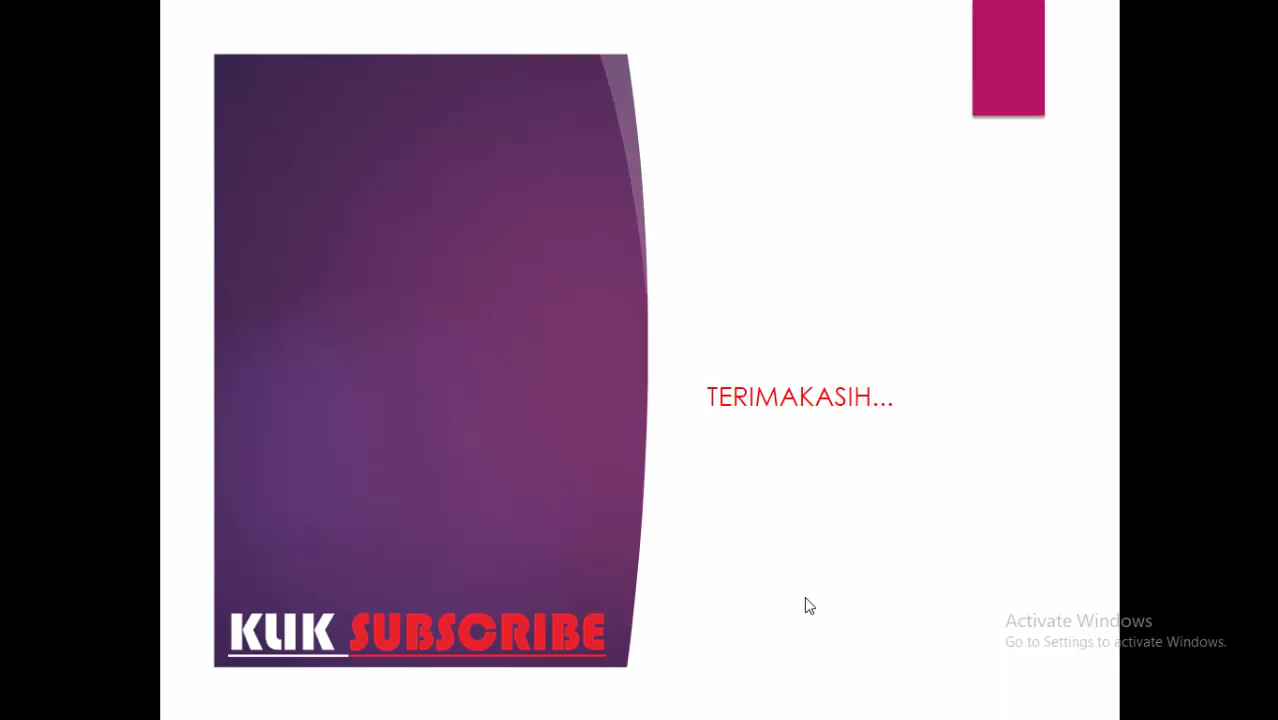 TERIMAKASIH...
KLIK SUBSCRIBE
Activate Windows
Go to Settings to activate Windows.